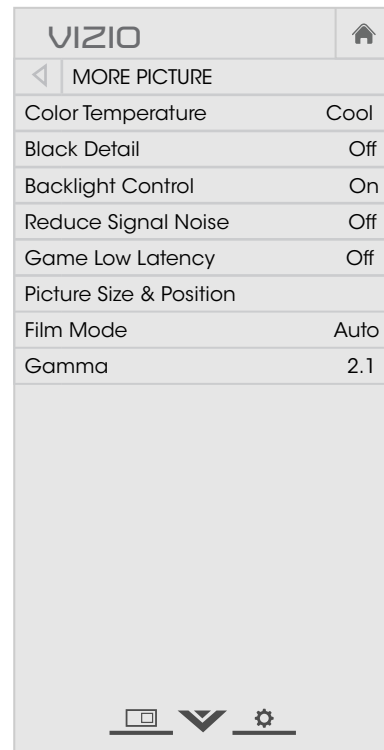 VIZIO
MORE PICTURE
Color Temperature Cool
Black Detail Off
Backlight Control On
Reduce Signal Noise Off
Game Low Latency Off
Picture Size & Position
Film Mode Auto
Gamma 2.1